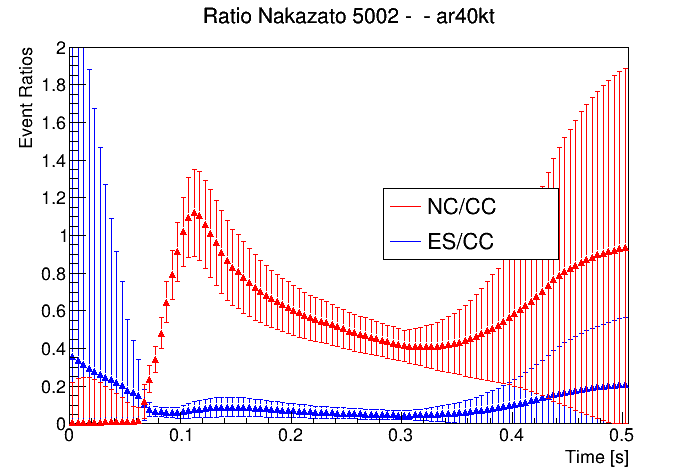 Ratio Nakazato 5002 - - ar40kt
Event Ratios
2
1.8
1.6
1.4
1.2
1
0.8
0.6
0.4
0.2
0
NC/CC
ES/CC
0 0.1 0.2 0.3 0.4 0.5
Time [s]